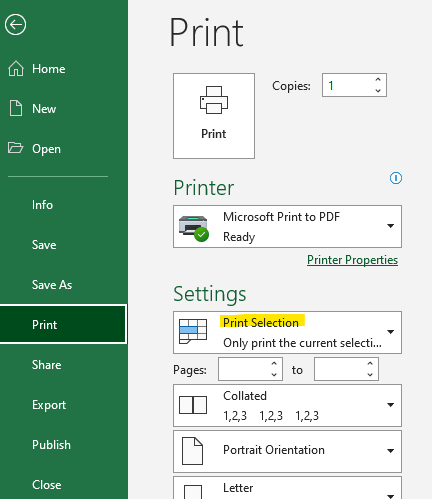 Print
Home
New
Open
Info
Save
Save As
Print
Share
Export
Publish
Close
Print
Copies: 1
Printer
Microsoft Print to PDF
Ready
Printer Properties
Settings
Print Selection
Only print the current selecti...
Pages: to
Collated
1,2,3 1,2,3 1,2,3
Portrait Orientation
Letter